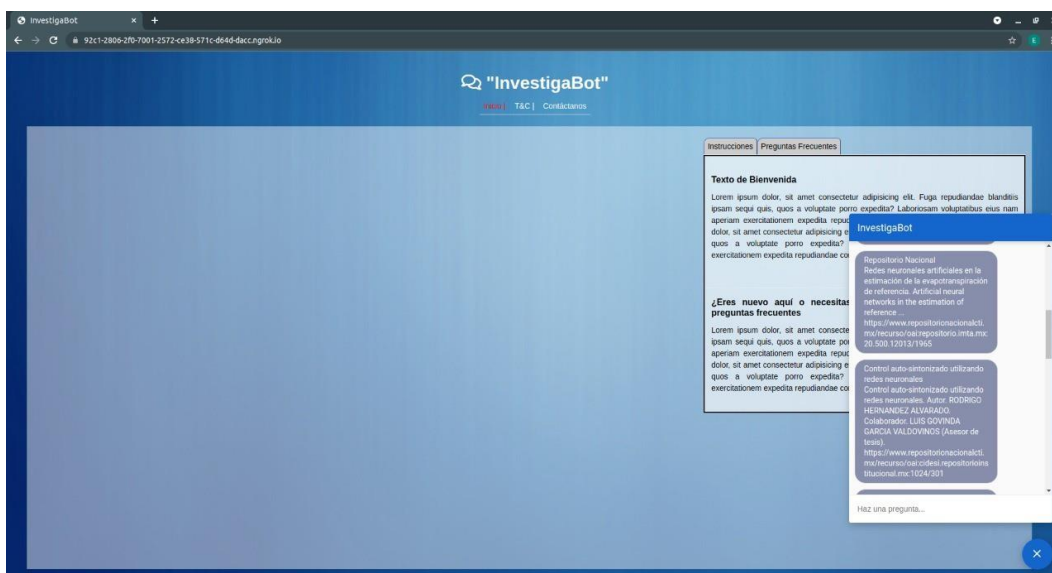 InvestigaBot
92c1-2806-2f0-7001-2572-ce38-571c-d64d-dacc.ngrok.io
E
"InvestigaBot"
Inicio | T&C | Contáctanos
Instrucciones Preguntas Frecuentes
Texto de Bienvenida
Lorem ipsum dolor, sit amet consectetur adipisicing elit. Fuga repudiandae blanditiis
ipsam sequi quis, quos a voluptate porro expedita? Laboriosam voluptatibus eius nam
aperiam exercitationem expedita repud
dolor, sit amet consectetur adipisicing e
quos a voluptate porro expedita?
exercitationem expedita repudiandae co
¿Eres nuevo aquí o necesitas
preguntas frecuentes
Lorem ipsum dolor, sit amet consecte
ipsam sequi quis, quos a voluptate por
aperiam exercitationem expedita repud
dolor, sit amet consectetur adipisicing e
quos a voluptate porro expedita?
exercitationem expedita repudiandae co
InvestigaBot
Repositorio Nacional
Redes neuronales artificiales en la
estimación de la evapotranspiración
de referencia. Artificial neural
networks in the estimation of
reference ...
https://www.repositorionacionalcti.
mx/recurso/oai:repositorio.imta.mx:
20.500.12013/1965
Control auto-sintonizado utilizando
redes neuronales
Control auto-sintonizado utilizando
redes neuronales. Autor. RODRIGO
HERNANDEZ ALVARADO.
Colaborador. LUIS GOVINDA
GARCIA VALDOVINOS (Asesor de
tesis).
https://www.repositorionacionalcti.
mx/recurso/oai:cidesi.repositorioins
titucional.mx:1024/301
Haz una pregunta...